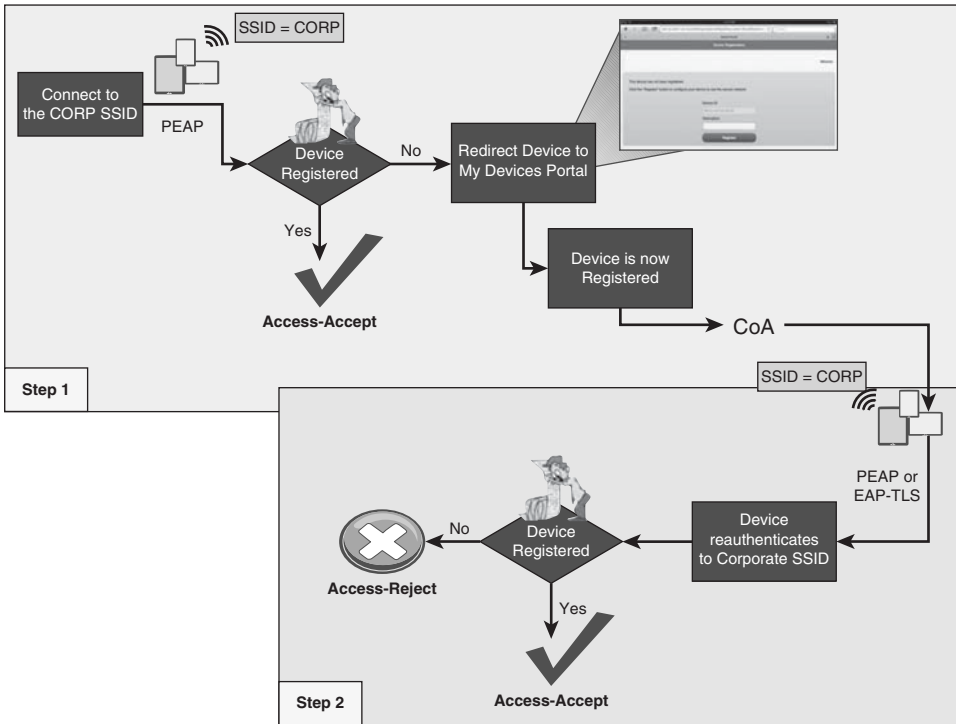 SSID = CORP
Connect to
the CORP SSID
PEAP
Device
Registered
No
Redirect Device to
My Devices Portal
Yes
Access-Accept
Device is now
Registered
CoA
Step 1
SSID = CORP
PEAP or
EAP-TLS
Device
reauthenticates
to Corporate SSID
Device
Registered
No
Access-Reject
Yes
Access-Accept
Step 2